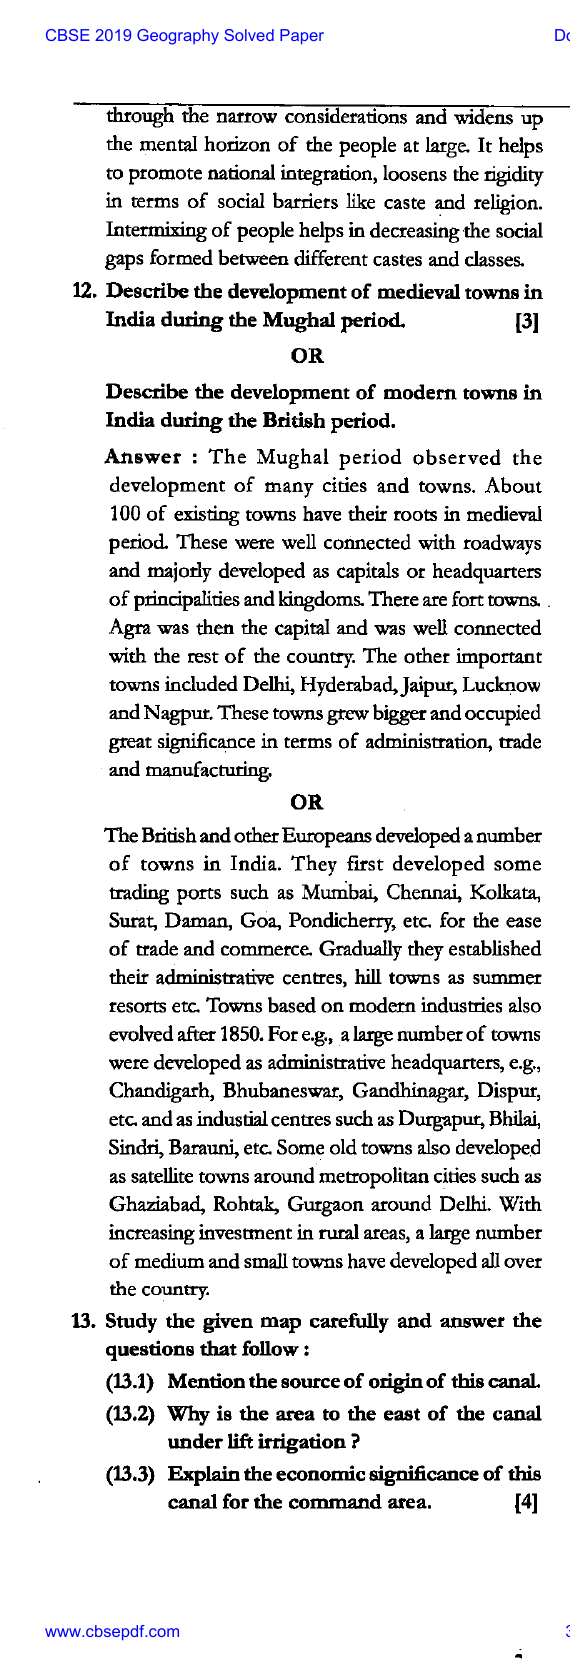 CBSE 2019 Geography Solved Paper
through the narrow considerations and widens up
the mental horizon of the people at large. It helps
to promote national integration, loosens the rigidity
in terms of social barriers like caste and religion.
Intermixing of people helps in decreasing the social
gaps formed between different castes and classes.
12. Describe the development of medieval towns in
India during the Mughal period. [3]
OR
Describe the development of modern towns in
India during the British period.
Answer : The Mughal period observed the
development of many cities and towns. About
100 of existing towns have their roots in medieval
period. These were well connected with roadways
and majorly developed as capitals or headquarters
of principalities and kingdoms. There are fort towns.
Agra was then the capital and was well connected
with the rest of the country. The other important
towns included Delhi, Hyderabad, Jaipur, Lucknow
and Nagpur. These towns grew bigger and occupied
great significance in terms of administration, trade
and manufacturing.
OR
The British and other Europeans developed a number
of towns in India. They first developed some
trading ports such as Mumbai, Chennai, Kolkata,
Surat, Daman, Goa, Pondicherry, etc. for the ease
of trade and commerce. Gradually they established
their administrative centres, hill towns as summer
resorts etc. Towns based on modern industries also
evolved after 1850. For e.g., a large number of towns
were developed as administrative headquarters, e.g.,
Chandigarh, Bhubaneswar, Gandhinagar, Dispur,
etc. and as industial centres such as Durgapur, Bhilai,
Sindri, Barauni, etc. Some old towns also developed
as satellite towns around metropolitan cities such as
Ghaziabad, Rohtak, Gurgaon around Delhi. With
increasing investment in rural areas, a large number
of medium and small towns have developed all over
the country.
13. Study the given map carefully and answer the
questions that follow :
(13.1) Mention the source of origin of this canal.
(13.2) Why is the area to the east of the canal
under lift irrigation ?
(13.3) Explain the economic significance of this
canal for the command area. [4]
www.cbsepdf.com